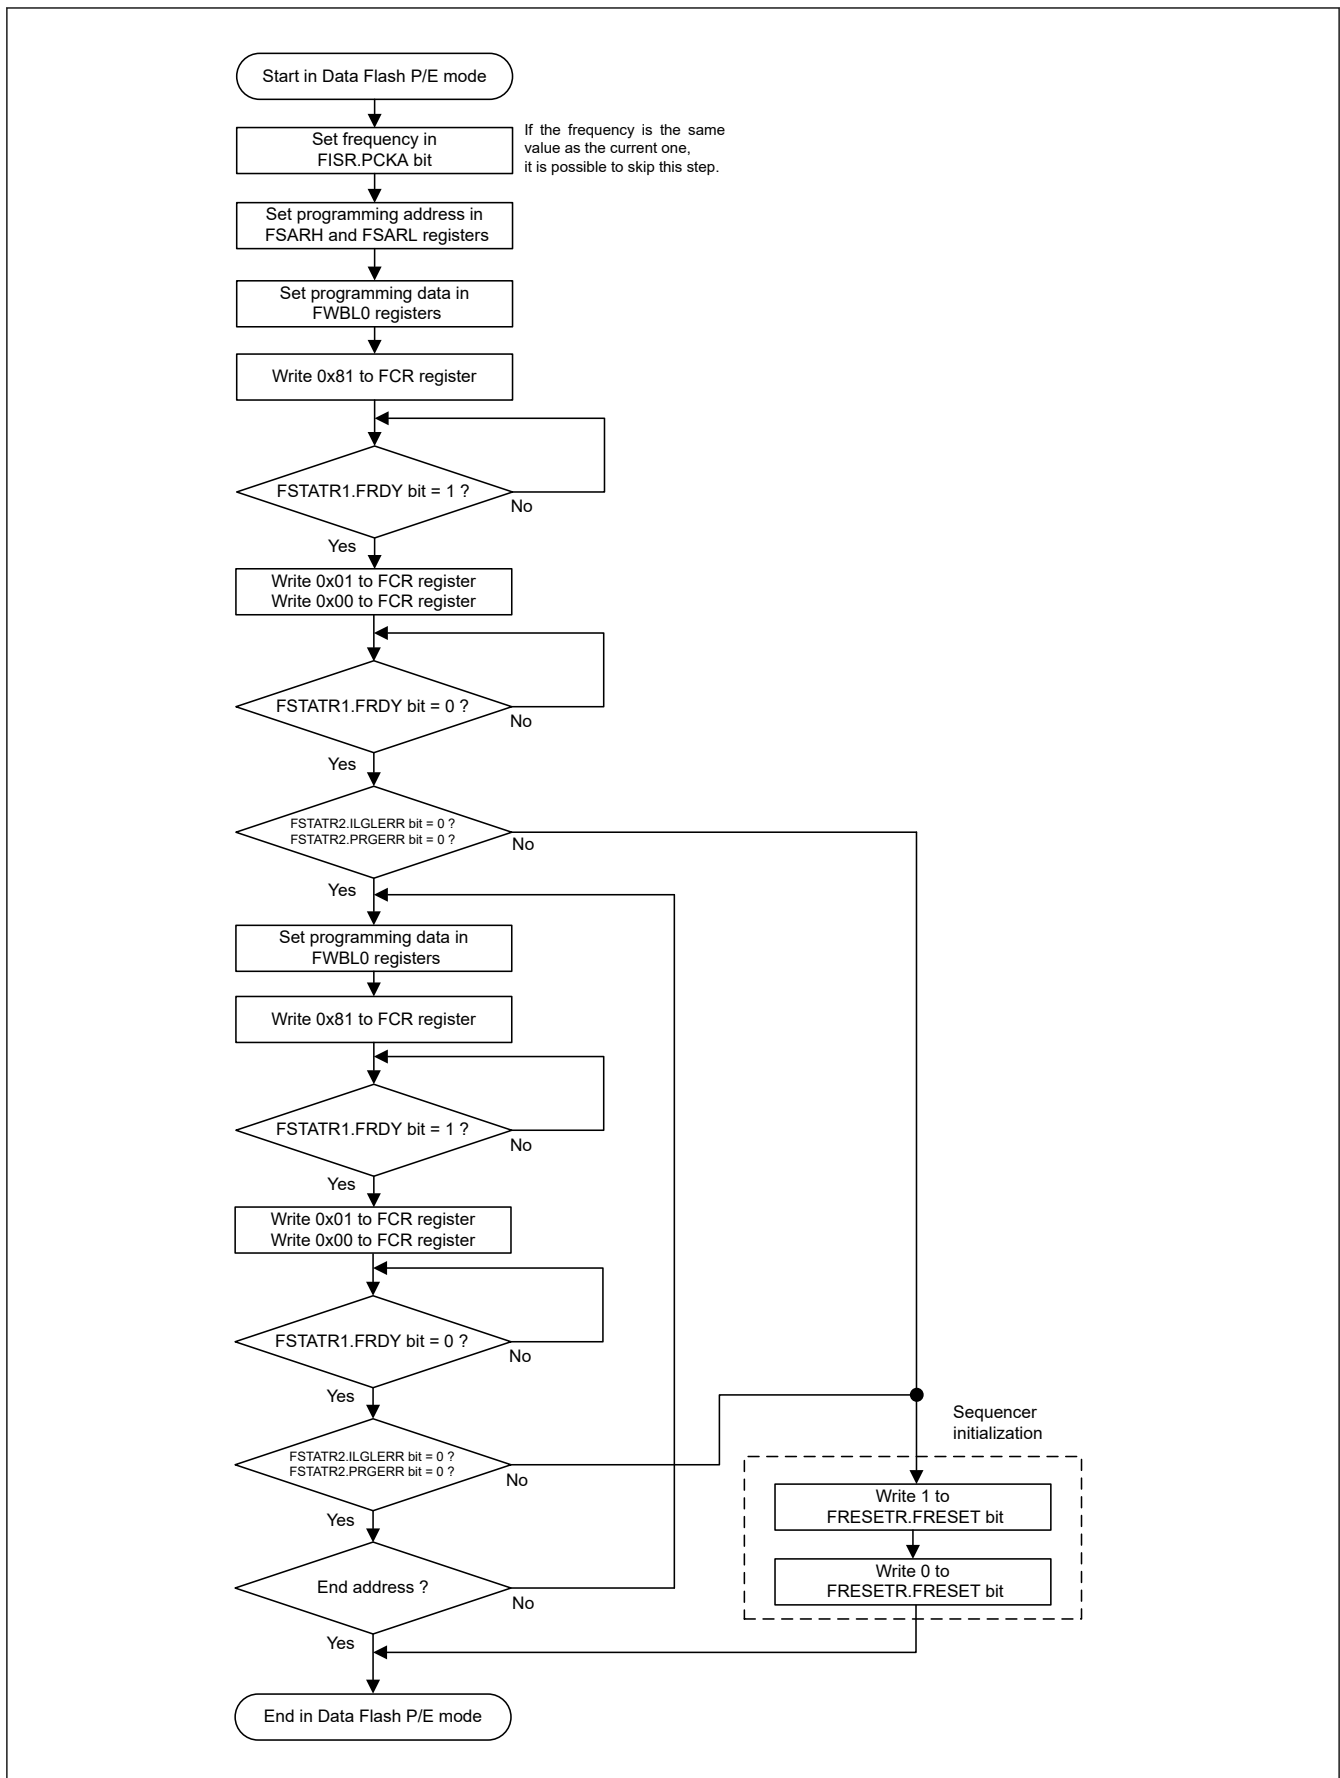 Start in Data Flash P/E mode
Set frequency in
FISR.PCKA bit
If the frequency is the same
value as the current one,
it is possible to skip this step.
Set programming address in
FSARH and FSARL registers
Set programming data in
FWBL0 registers
Write 0x81 to FCR register
FSTATR1.FRDY bit = 1 ?
No
Yes
Write 0x01 to FCR register
Write 0x00 to FCR register
FSTATR1.FRDY bit = 0 ?
No
Yes
FSTATR2.ILGLERR bit = 0 ?
FSTATR2.PRGERR bit = 0 ?
No
Yes
Set programming data in
FWBL0 registers
Write 0x81 to FCR register
FSTATR1.FRDY bit = 1 ?
No
Yes
Write 0x01 to FCR register
Write 0x00 to FCR register
FSTATR1.FRDY bit = 0 ?
No
Yes
FSTATR2.ILGLERR bit = 0 ?
FSTATR2.PRGERR bit = 0 ?
No
Yes
Sequencer
initialization
Write 1 to
FRESETR.FRESET bit
Write 0 to
FRESETR.FRESET bit
End address ?
No
Yes
End in Data Flash P/E mode